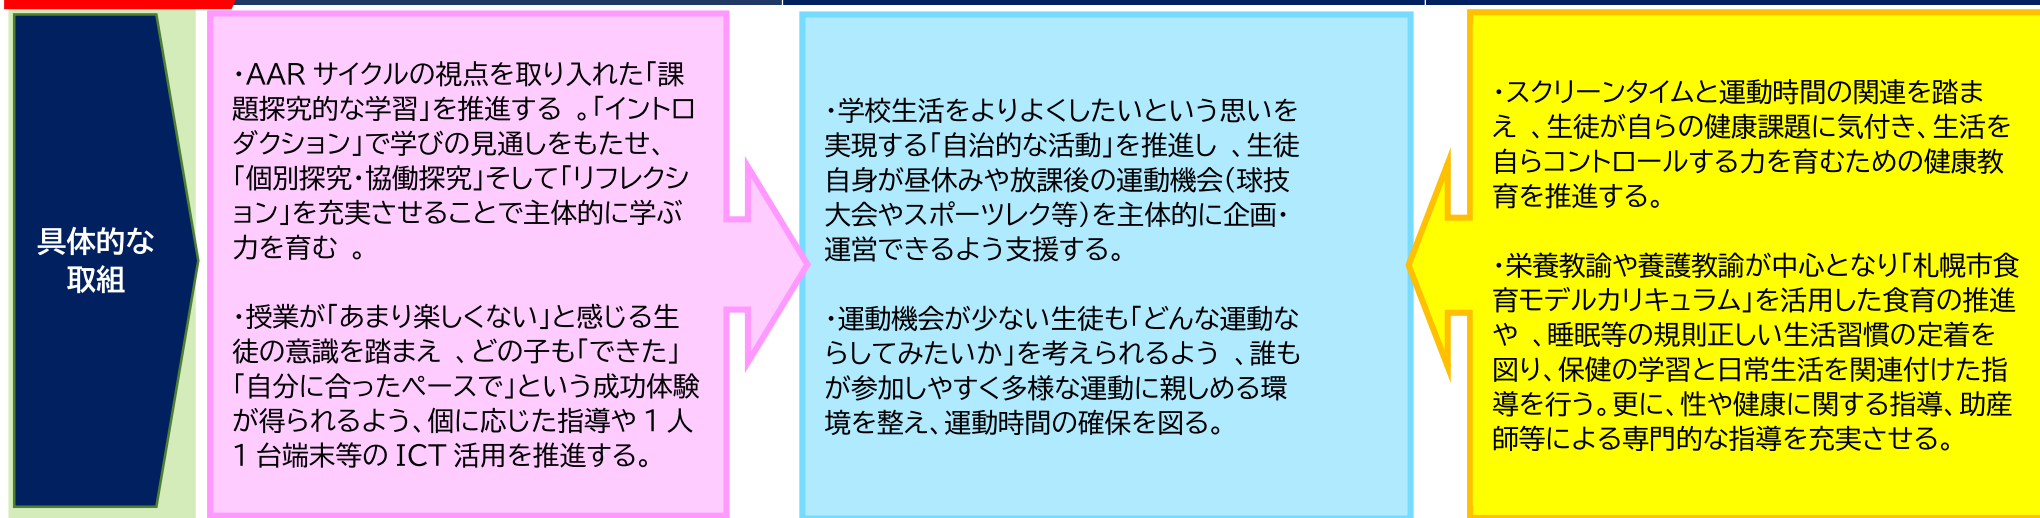 具体的な
取組
・AAR サイクルの視点を取り入れた「課
題探究的な学習」を推進する 。「イントロ
ダクション」で学びの見通しをもたせ、
「個別探究・協働探究」そして「リフレクシ
ョン」を充実させることで主体的に学ぶ
力を育む 。
・授業が「あまり楽しくない」と感じる生
徒の意識を踏まえ 、どの子も「できた」
「自分に合ったペースで」という成功体験
が得られるよう、個に応じた指導や 1 人
1 台端末等の ICT 活用を推進する。
・学校生活をよりよくしたいという思いを
実現する「自治的な活動」を推進し 、生徒
自身が昼休みや放課後の運動機会(球技
大会やスポーツレク等)を主体的に企画・
運営できるよう支援する。
・運動機会が少ない生徒も「どんな運動な
らしてみたいか」を考えられるよう 、誰も
が参加しやすく多様な運動に親しめる環
境を整え、運動時間の確保を図る。
・スクリーンタイムと運動時間の関連を踏ま
え 、生徒が自らの健康課題に気付き、生活を
自らコントロールする力を育むための健康教
育を推進する。
・栄養教諭や養護教諭が中心となり「札幌市食
育モデルカリキュラム」を活用した食育の推進
や 、睡眠等の規則正しい生活習慣の定着を
図り、保健の学習と日常生活を関連付けた指
導を行う。更に、性や健康に関する指導、助産
師等による専門的な指導を充実させる。